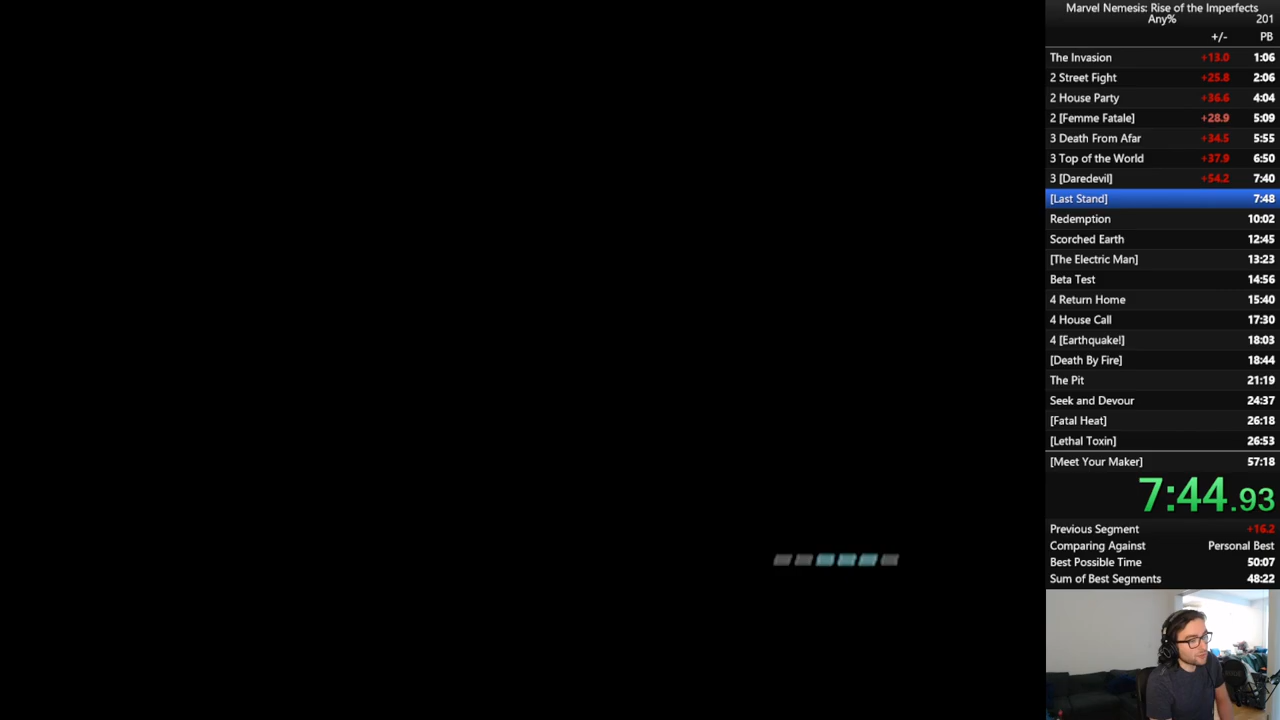 Marvel Nemesis: Rise of the Imperfects
Any% 201
+/- PB
The Invasion +13.0 1:06
2 Street Fight +25.8 2:06
2 House Party +36.6 4:04
2 [Femme Fatale] +28.9 5:09
3 Death From Afar +34.5 5:55
3 Top of the World +37.9 6:50
3 [Daredevil] +54.2 7:40
[Last Stand] 7:48
Redemption 10:02
Scorched Earth 12:45
[The Electric Man] 13:23
Beta Test 14:56
4 Return Home 15:40
4 House Call 17:30
4 [Earthquake!] 18:03
[Death By Fire] 18:44
The Pit 21:19
Seek and Devour 24:37
[Fatal Heat] 26:18
[Lethal Toxin] 26:53
[Meet Your Maker] 57:18
7:44.93
Previous Segment +16.2
Comparing Against Personal Best
Best Possible Time 50:07
Sum of Best Segments 48:22